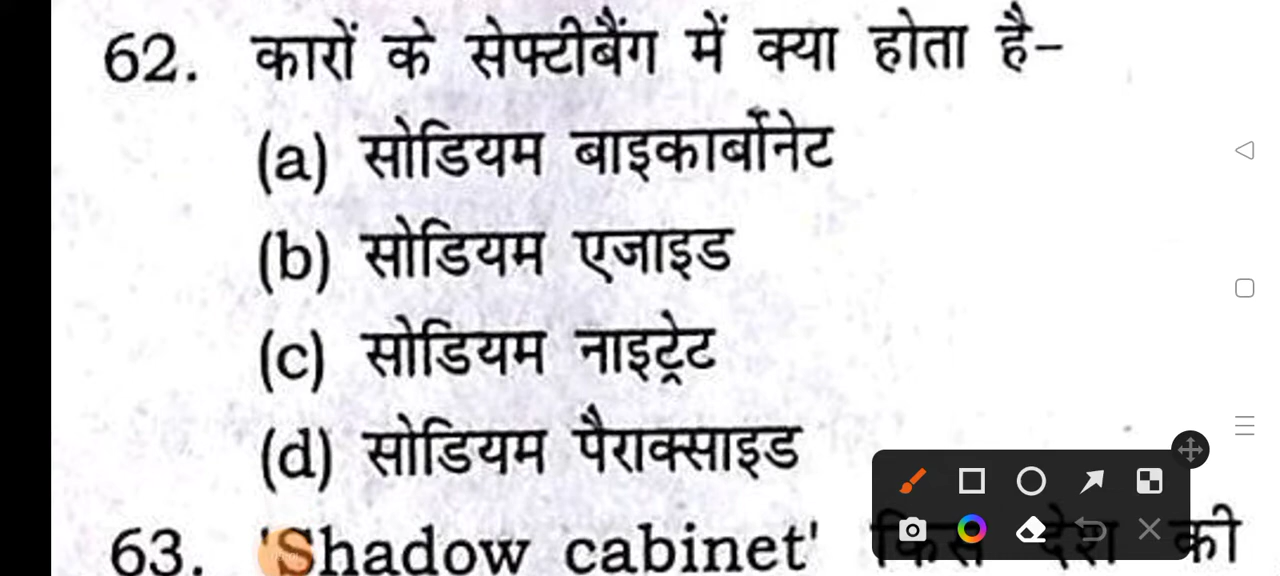 62. कारों के सेफ्टीबैंग में क्या होता है-
(a) सोडियम बाइकार्बोनेट
(b) सोडियम एजाइड
(c) सोडियम नाइट्रेट
(d) सोडियम पैराक्साइड
63. 'Shadow cabinet' किस देश की